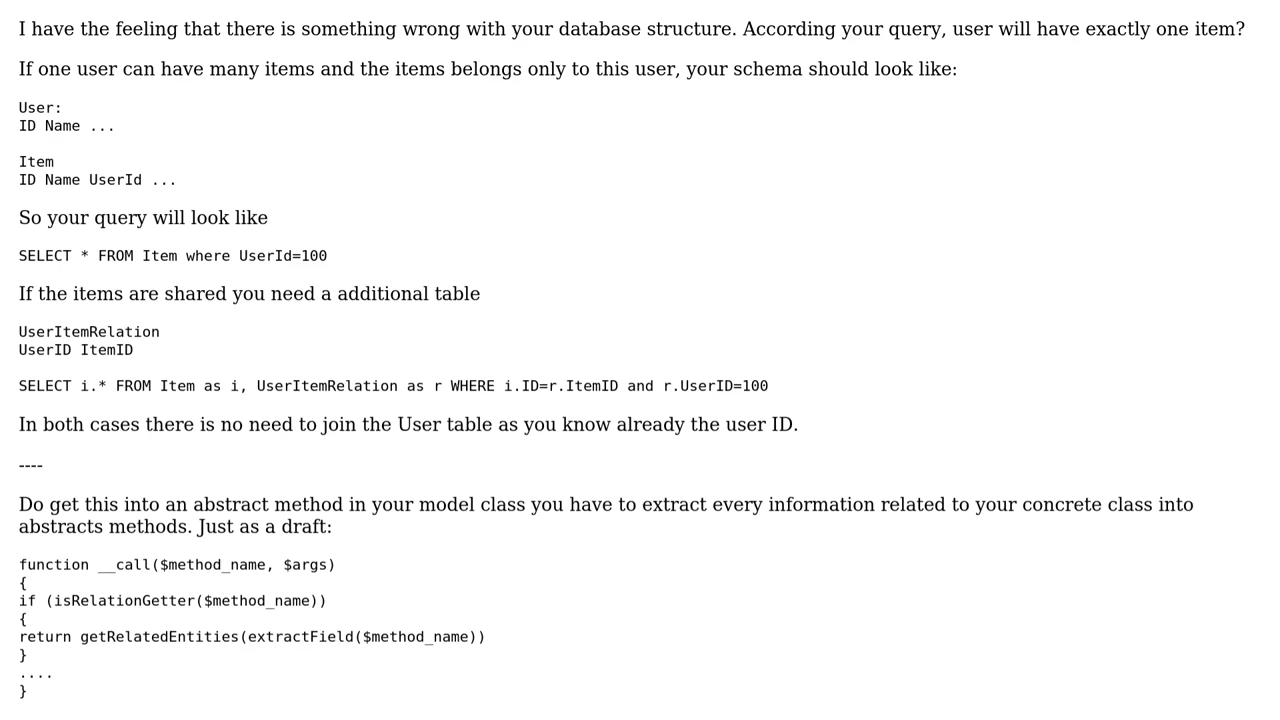 I have the feeling that there is something wrong with your database structure. According your query, user will have exactly one item?
If one user can have many items and the items belongs only to this user, your schema should look like:
User:
ID Name ...
Item
ID Name UserId ...
So your query will look like
SELECT * FROM Item where UserId=100
If the items are shared you need a additional table
UserItemRelation
UserID ItemID
SELECT i.* FROM Item as i, UserItemRelation as r WHERE i.ID=r.ItemID and r.UserID=100
In both cases there is no need to join the User table as you know already the user ID.
----
Do get this into an abstract method in your model class you have to extract every information related to your concrete class into
abstracts methods. Just as a draft:
function __call($method_name, $args)
{
if (isRelationGetter($method_name))
{
return getRelatedEntities(extractField($method_name))
}
....
}